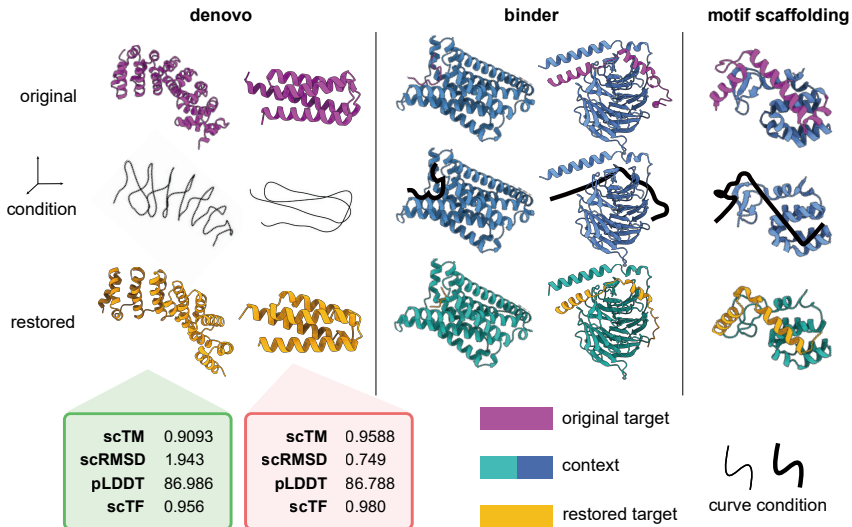 denovo
binder
motif scaffolding
original
condition
restored
scTM 0.9093
scRMSD 1.943
pLDDT 86.986
scTF 0.956
scTM 0.9588
scRMSD 0.749
pLDDT 86.788
scTF 0.980
original target
context
restored target
curve condition